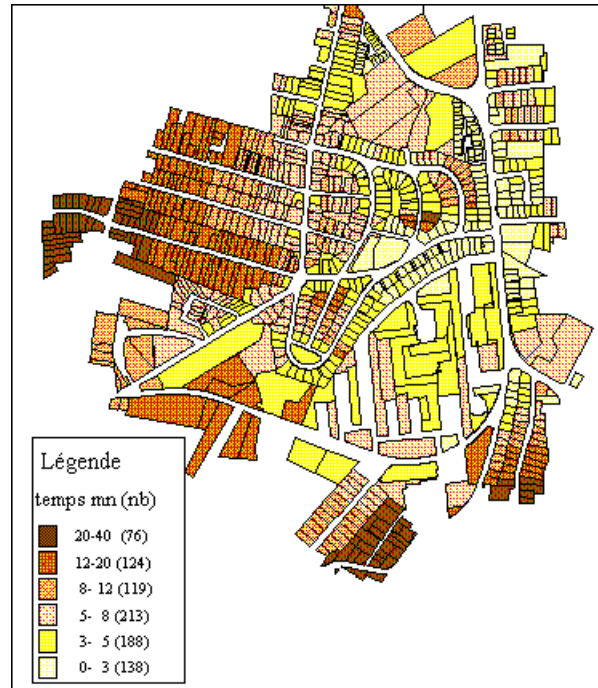 Légende
temps mn (nb)
20-40 (76)
12-20 (124)
8- 12 (119)
5- 8 (213)
3- 5 (188)
0- 3 (138)